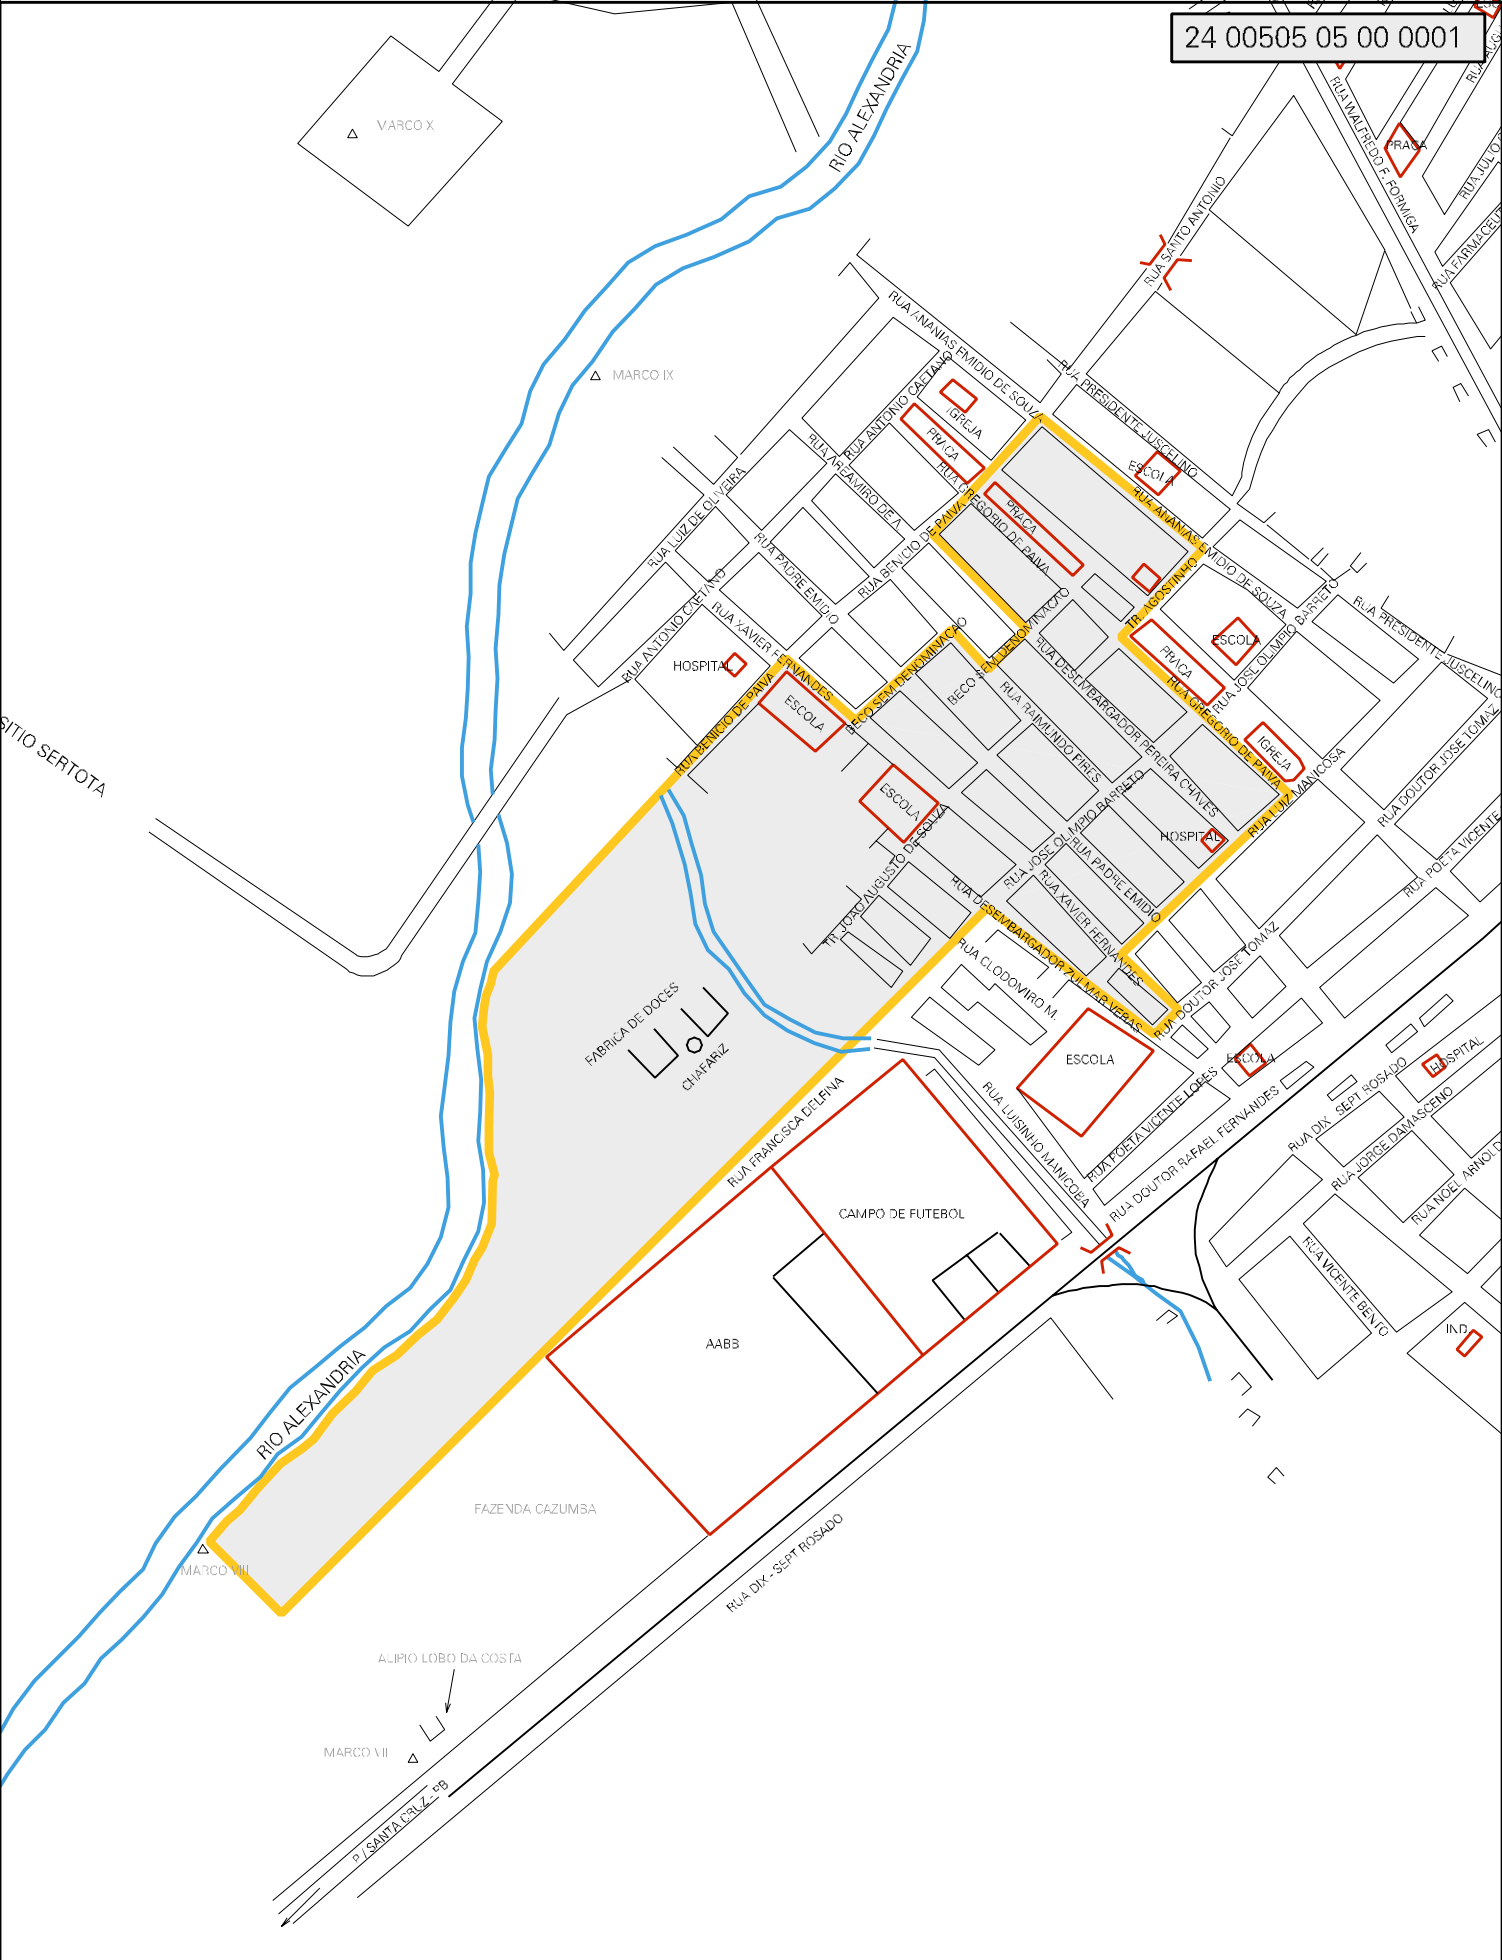 24 00505 05 00 0001
RIO ALEXANDRIA
MARCO X
PRACA
RUA WALFREDO F. FORMIGA
RUA SANTO ANTONIO
RUA ANANIAS EMIDIO DE SOUZA
MARCO IX
RUA PRESIDENTE JUSCELINO
RUA ANTONIO CAETANO
IGREJA
PRACA
RUA AREAMIRO DE A.
RUA GREGORIO DE PAIVA
ESCOLA
RUA ANANIAS EMIDIO DE SOUZA
RUA LUIZ DE OLIVEIRA
PRACA
RUA BENICIO DE PAIVA
RUA PADRE EMIDIO
TR. AGOSTINHO
RUA ANTONIO CAETANO
RUA XAVIER FERNANDES
HOSPITAL
BECO SEM DENOMINACAO
BECO SEM DENOMINACAO
ESCOLA
RUA JOSE OLIMPIO BARRETO
RUA PRESIDENTE JUSCELINO
PRACA
RUA GREGORIO DE PAIVA
RUA DESEMBARGADOR PEREIRA CHAVES
RUA RAIMUNDO PIRES
RUA BENICIO DE PAIVA
ESCOLA
IGREJA
RUA LUIZ MANICOSA
RUA DOUTOR JOSE TOMAZ
SITIO SERTOTA
ESCOLA
RUA JOSE OLIMPIO BARRETO
HOSPITAL
RUA POETA VICENTE
TR. JOAO AUGUSTO DE SOUZA
RUA PADRE EMIDIO
RUA XAVIER FERNANDES
RUA DESEMBARGADOR ZULMAR VERAS
RUA CLODOMIRO M.
RUA DOUTOR JOSE TOMAZ
FABRICA DE DOCES
CHAFARIZ
ESCOLA
ESCOLA
HOSPITAL
RUA FRANCISCA DELFINA
RUA LUISINHO MANICOBA
RUA POETA VICENTE LOPES
RUA DOUTOR RAFAEL FERNANDES
RUA DIX - SEPT ROSADO
RUA JORGE DAMASCENO
RUA NOEL ARNOLD
CAMPO DE FUTEBOL
RUA VICENTE BENTO
AABB
IND.
RIO ALEXANDRIA
FAZENDA CAZUMBA
MARCO VIII
RUA DIX - SEPT ROSADO
ALIPIO LOBO DA COSTA
MARCO VII
P / SANTA CRUZ - PB